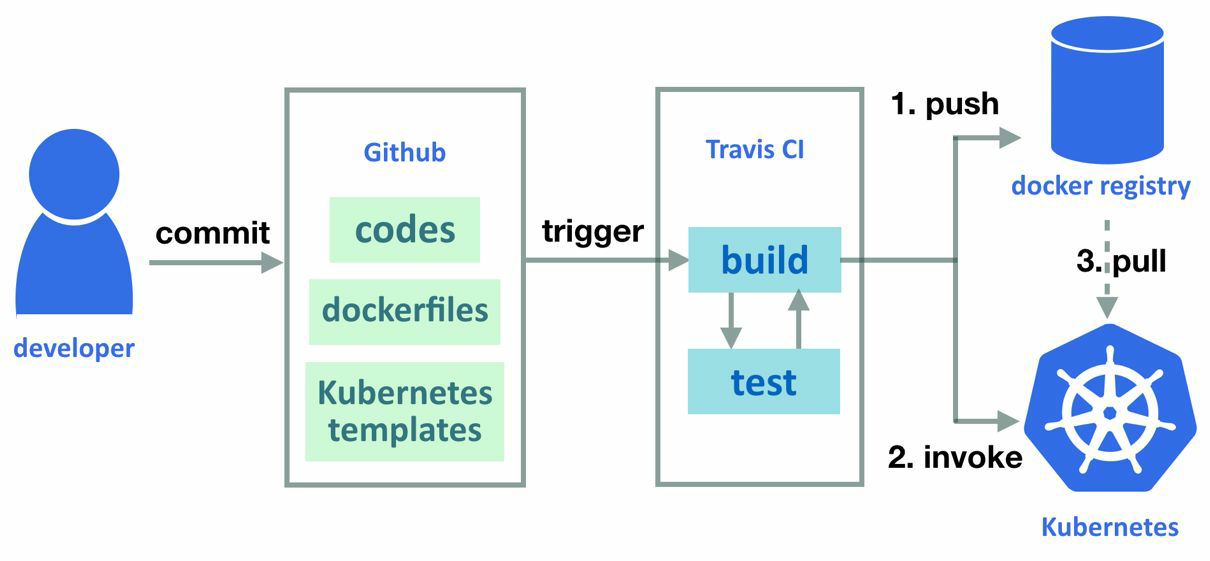 developer
commit
Github
codes
dockerfiles
Kubernetes
templates
trigger
Travis CI
build
test
1. push
docker registry
3. pull
2. invoke
Kubernetes